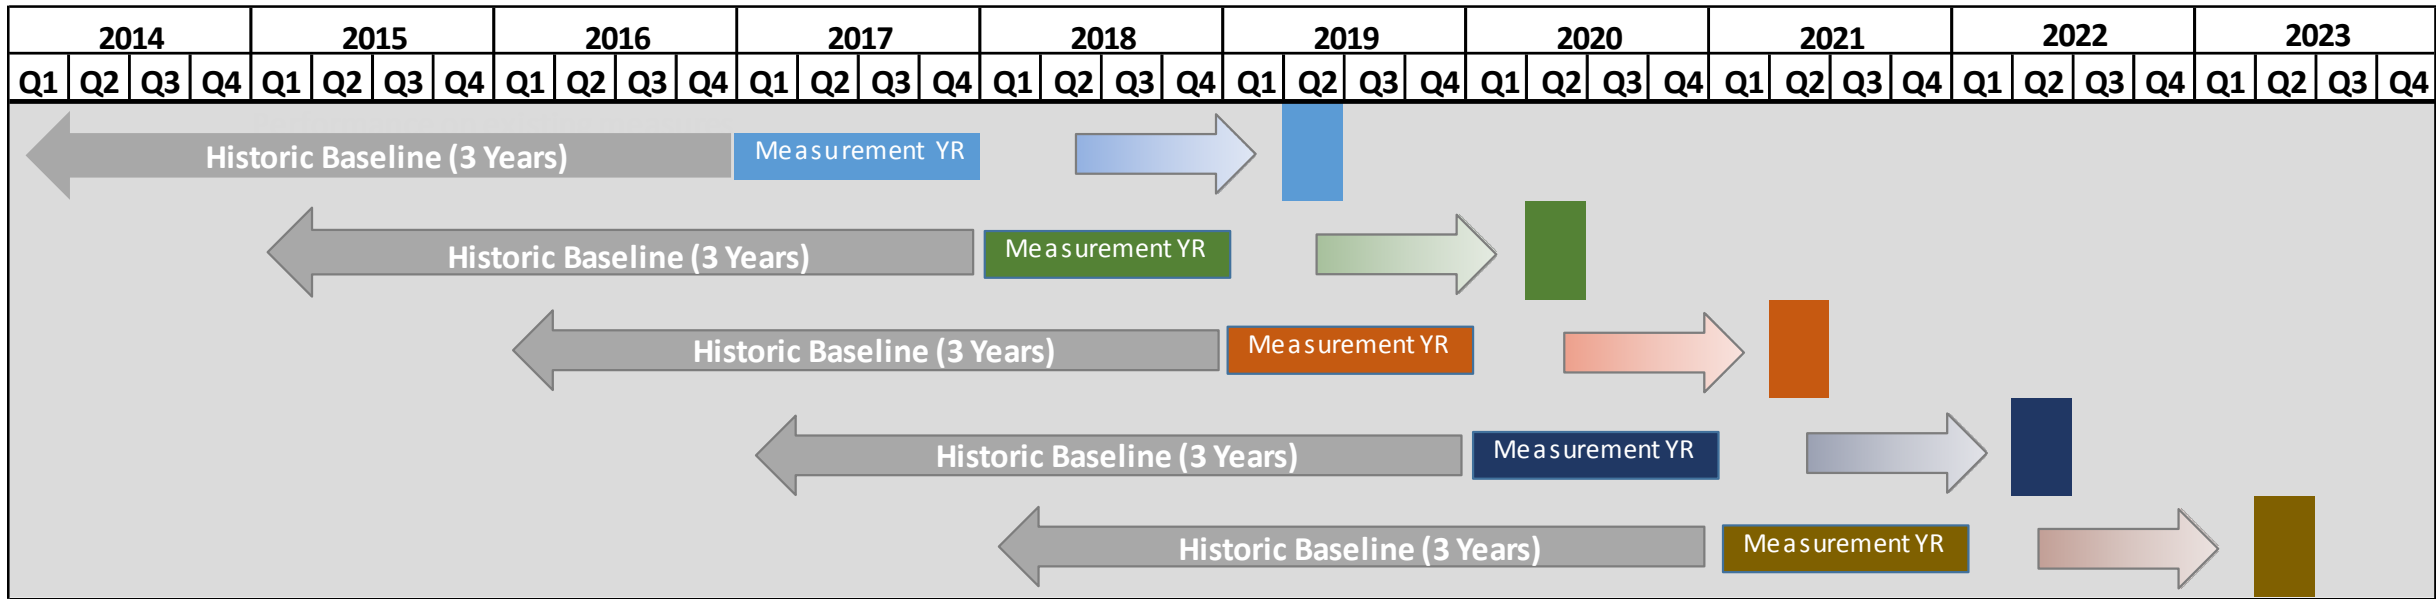 2014 2015 2016 2017 2018 2019 2020 2021 2022 2023
Q1 Q2 Q3 Q4 Q1 Q2 Q3 Q4 Q1 Q2 Q3 Q4 Q1 Q2 Q3 Q4 Q1 Q2 Q3 Q4 Q1 Q2 Q3 Q4 Q1 Q2 Q3 Q4 Q1 Q2 Q3 Q4 Q1 Q2 Q3 Q4 Q1 Q2 Q3 Q4
Historic Baseline (3 Years) Measurement YR
Historic Baseline (3 Years) Measurement YR
Historic Baseline (3 Years) Measurement YR
Historic Baseline (3 Years) Measurement YR
Historic Baseline (3 Years) Measurement YR